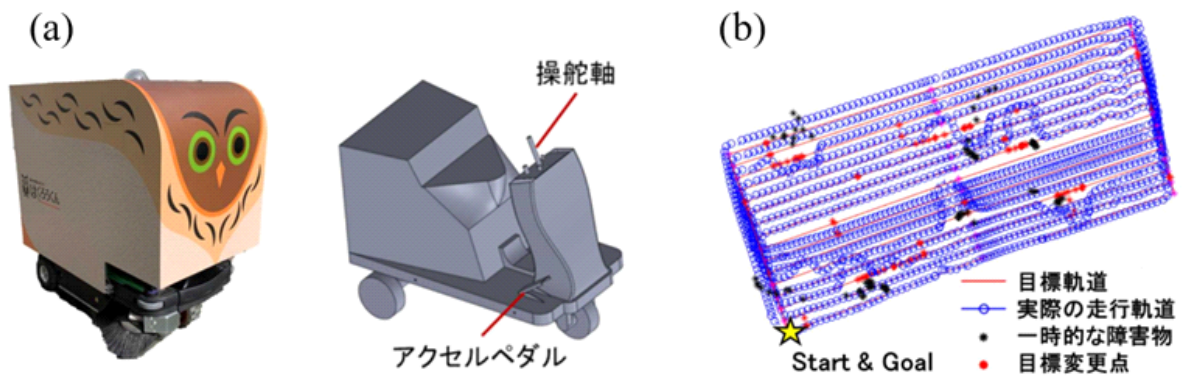 (a)
操舵軸
アクセルペダル
(b)
目標軌道
実際の走行軌道
一時的な障害物
目標変更点
Start & Goal